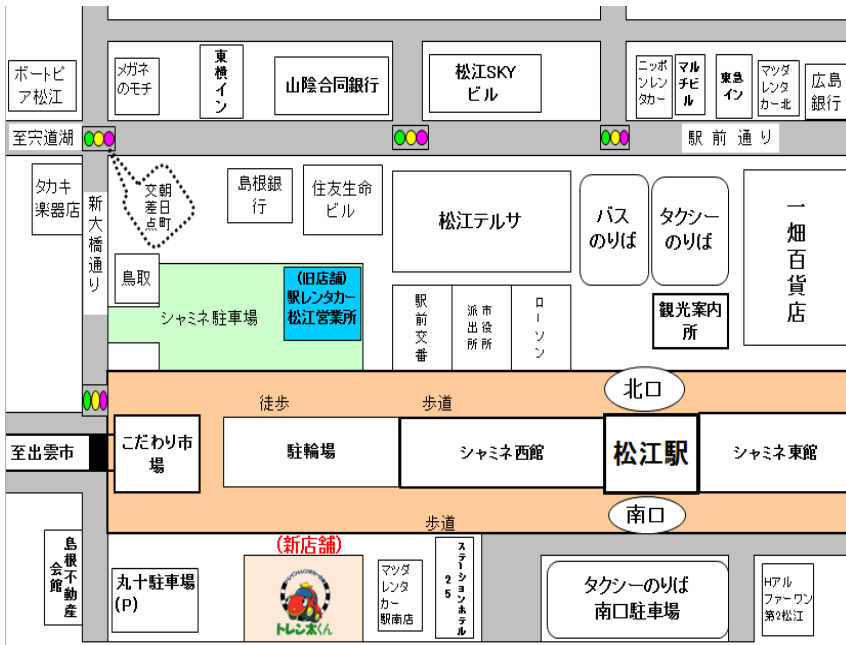 ボートピ
ア松江
メガネ
のモチ
東横イン
山陰合同銀行
松江SKY
ビル
ニッポ
ンレン
タカー
マル
チビ
ル
東急
イン
マツダ
レンタ
カー北
広島
銀行
至宍道湖
駅前通り
タカキ
楽器店
新大橋通り
朝日町
交差点
島根銀
行
住友生命
ビル
松江テルサ
バス
のりば
タクシー
のりば
一畑百貨店
鳥取
シャミネ駐車場
(旧店舗)
駅レンタカー
松江営業所
駅前交番
市役所
派出所
ローソン
観光案内
所
北口
徒歩
歩道
至出雲市
こだわり市
場
駐輪場
シャミネ西館
松江駅
シャミネ東館
南口
歩道
島根不動産
会館
丸十駐車場
(P)
(新店舗)
トレン太くん
マツダ
レンタ
カー
駅南店
ステーションホテル
25
タクシーのりば
南口駐車場
Hアル
ファーワン
第2松江